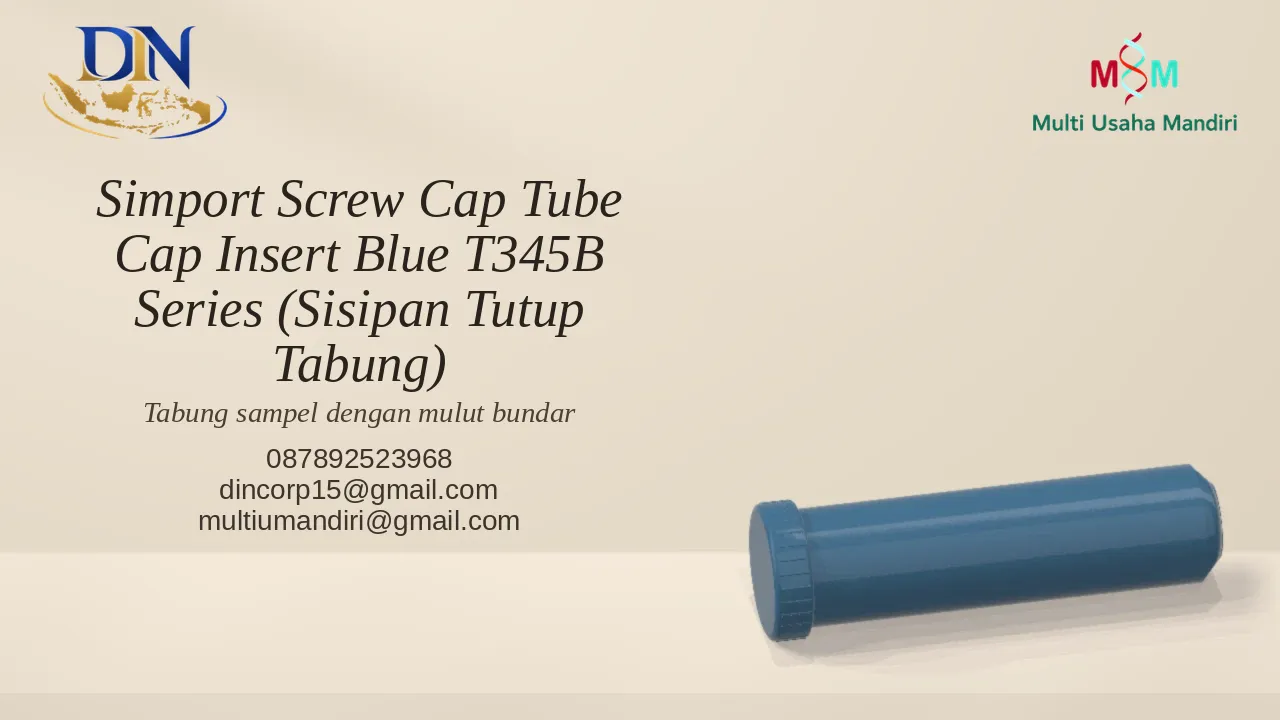 DN
M M
Multi Usaha Mandiri
Simport Screw Cap Tube
Cap Insert Blue T345B
Series (Sisipan Tutup
Tabung)
Tabung sampel dengan mulut bundar
087892523968
dincorp15@gmail.com
multiumandiri@gmail.com